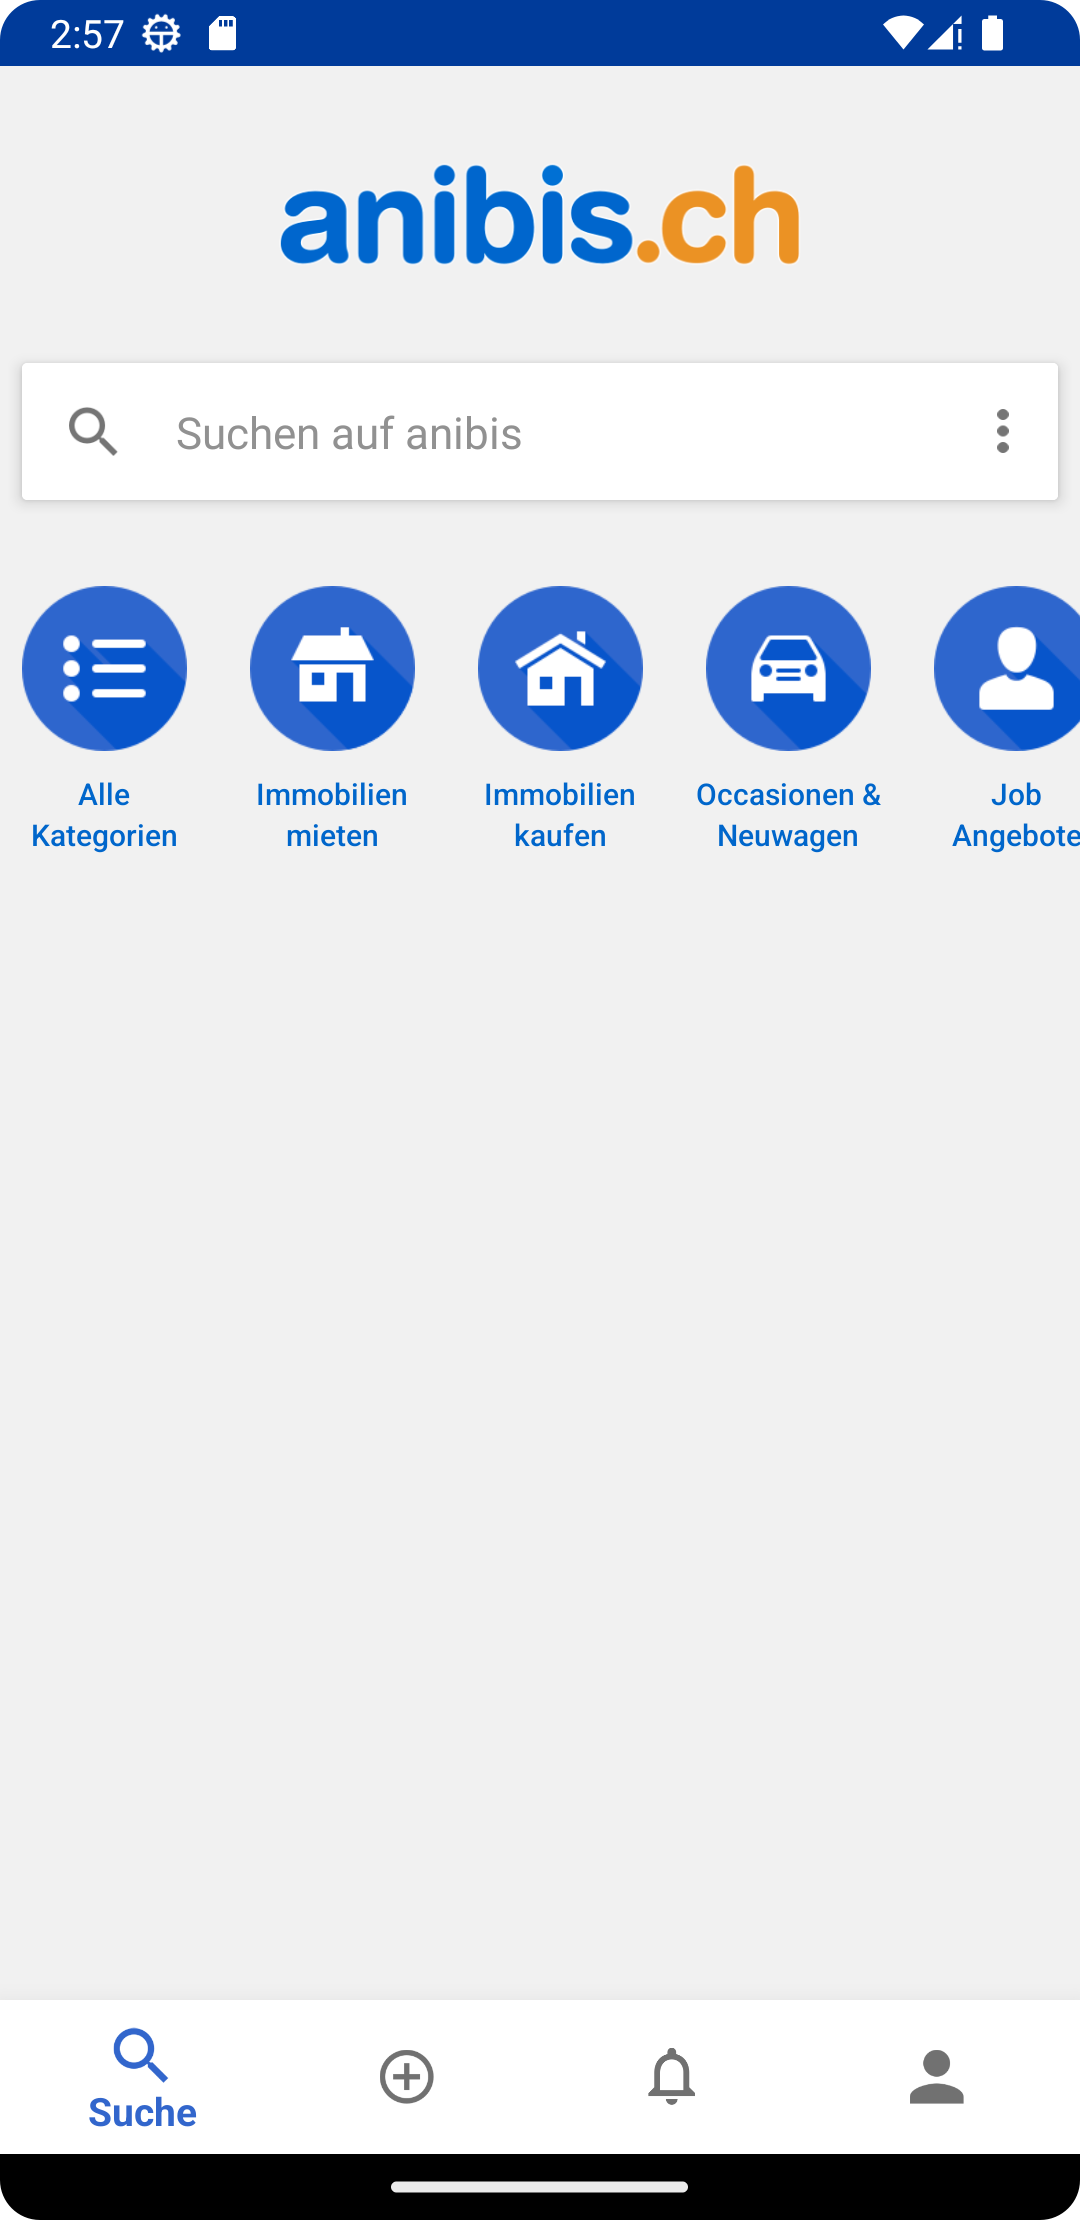 2:57
anibis.ch
Suchen auf anibis
Alle
Kategorien
Immobilien
mieten
Immobilien
kaufen
Occasionen &
Neuwagen
Job
Angebote
Suche